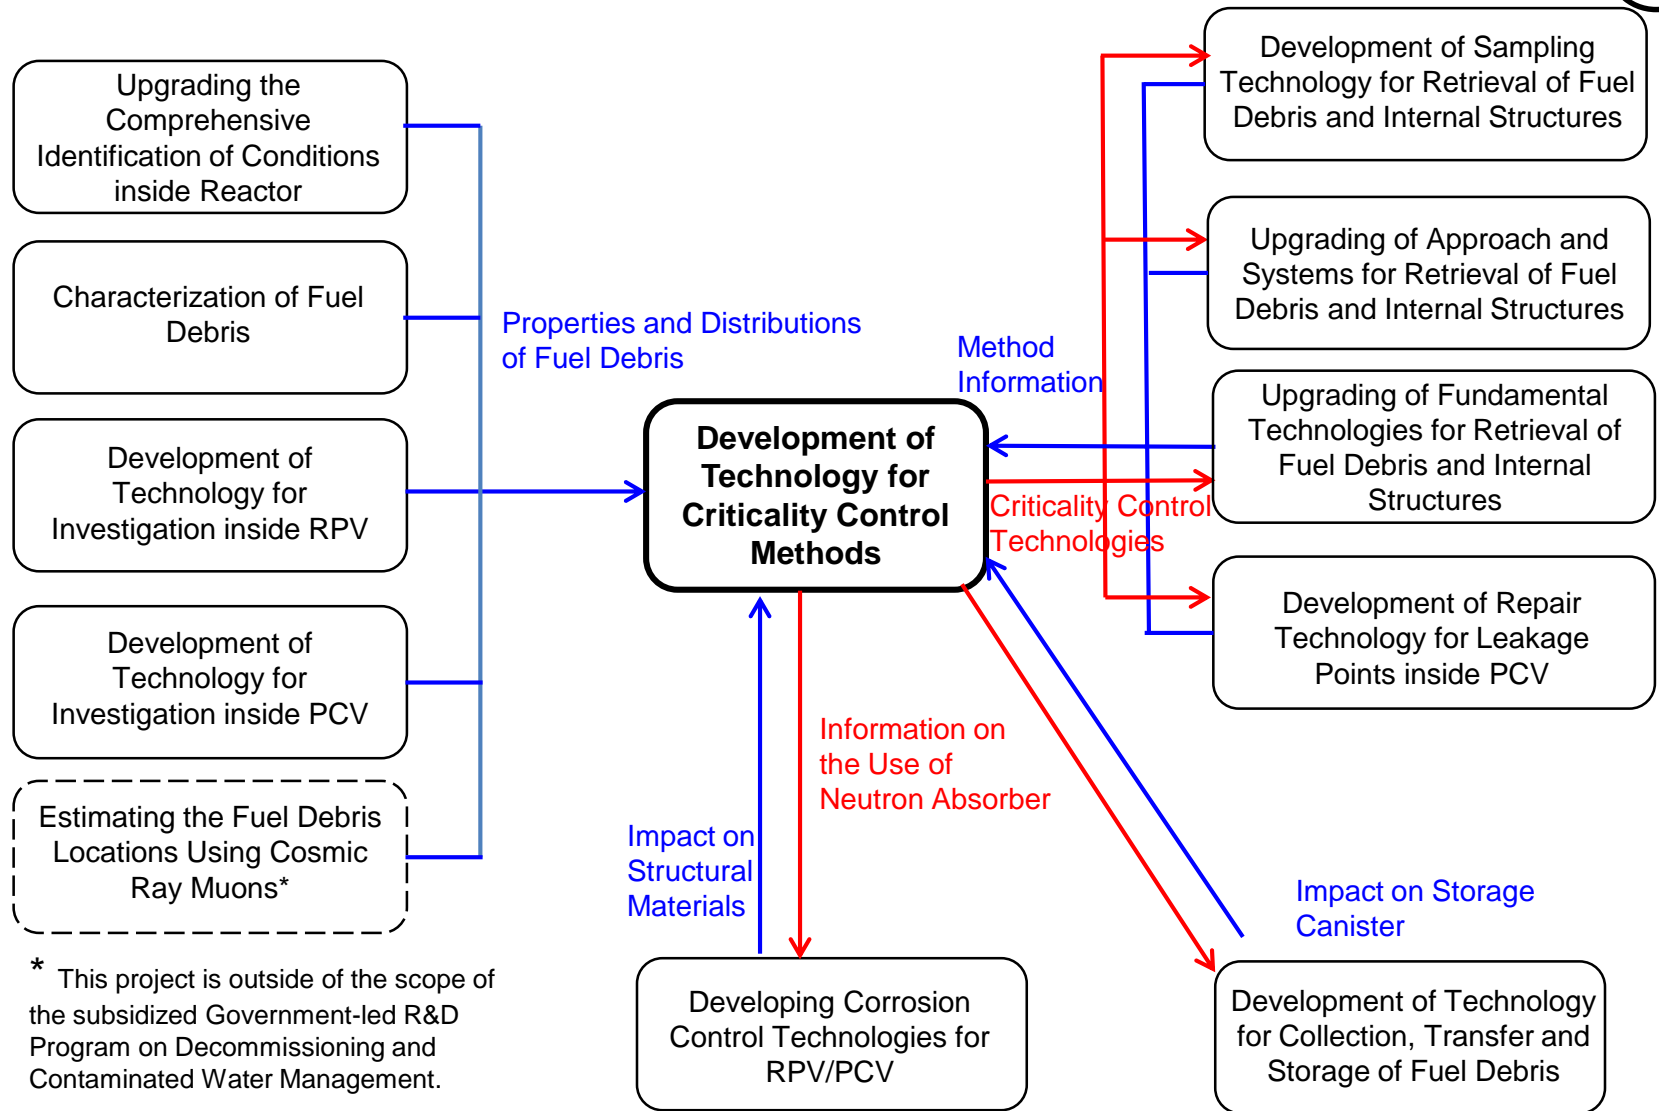 Upgrading the
Comprehensive
Identification of Conditions
inside Reactor
Characterization of Fuel
Debris
Development of
Technology for
Investigation inside RPV
Development of
Technology for
Investigation inside PCV
Estimating the Fuel Debris
Locations Using Cosmic
Ray Muons*
* This project is outside of the scope of
the subsidized Government-led R&D
Program on Decommissioning and
Contaminated Water Management.
Properties and Distributions
of Fuel Debris
Development of
Technology for
Criticality Control
Methods
Method
Information
Criticality Control
Technologies
Information on
the Use of
Neutron Absorber
Impact on
Structural
Materials
Developing Corrosion
Control Technologies for
RPV/PCV
Development of Sampling
Technology for Retrieval of Fuel
Debris and Internal Structures
Upgrading of Approach and
Systems for Retrieval of Fuel
Debris and Internal Structures
Upgrading of Fundamental
Technologies for Retrieval of
Fuel Debris and Internal
Structures
Development of Repair
Technology for Leakage
Points inside PCV
Impact on Storage
Canister
Development of Technology
for Collection, Transfer and
Storage of Fuel Debris